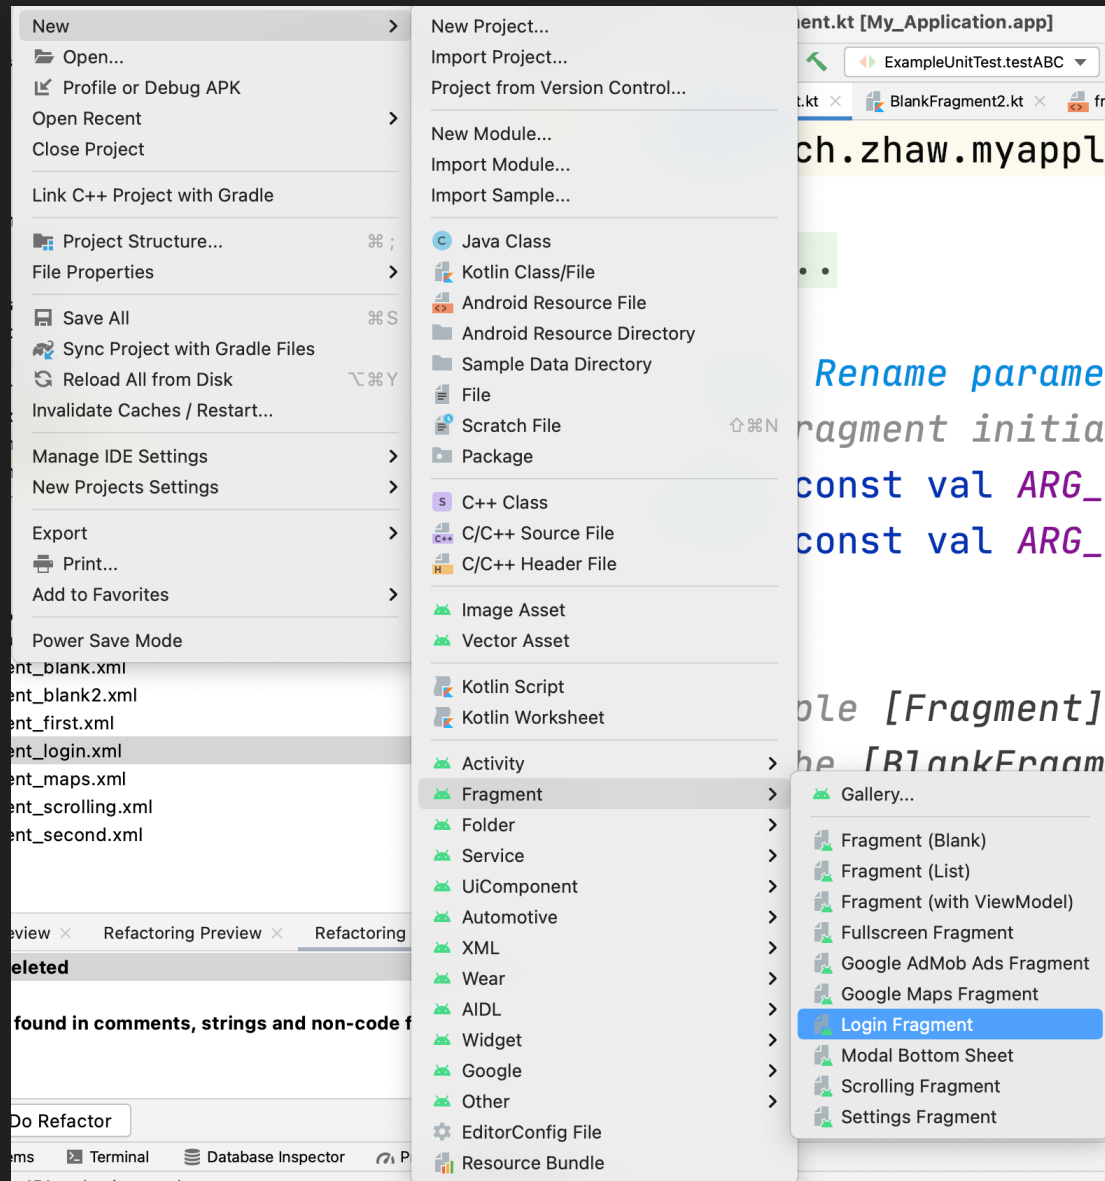 New
Open...
Profile or Debug APK
Open Recent
Close Project
Link C++ Project with Gradle
Project Structure... ⌘ ;
File Properties
Save All ⌘S
Sync Project with Gradle Files
Reload All from Disk ⌥⌘Y
Invalidate Caches / Restart...
Manage IDE Settings
New Projects Settings
Export
Print...
Add to Favorites
Power Save Mode
ent_blank.xml
ent_blank2.xml
ent_first.xml
ent_login.xml
ent_maps.xml
ent_scrolling.xml
ent_second.xml
eview
Refactoring Preview
Refactoring
eleted
found in comments, strings and non-code f
Do Refactor
ems
Terminal
Database Inspector
P
New Project...
Import Project...
Project from Version Control...
New Module...
Import Module...
Import Sample...
Java Class
Kotlin Class/File
Android Resource File
Android Resource Directory
Sample Data Directory
File
Scratch File ⇧⌘N
Package
C++ Class
C/C++ Source File
C/C++ Header File
Image Asset
Vector Asset
Kotlin Script
Kotlin Worksheet
Activity
Fragment
Folder
Service
UiComponent
Automotive
XML
Wear
AIDL
Widget
Google
Other
EditorConfig File
Resource Bundle
ent.kt [My_Application.app]
ExampleUnitTest.testABC
t.kt
BlankFragment2.kt
fr
ch.zhaw.myappl
..
Rename parame
ragment initia
const val ARG_
const val ARG_
ple [Fragment]
he [BlankFragm
Gallery...
Fragment (Blank)
Fragment (List)
Fragment (with ViewModel)
Fullscreen Fragment
Google AdMob Ads Fragment
Google Maps Fragment
Login Fragment
Modal Bottom Sheet
Scrolling Fragment
Settings Fragment